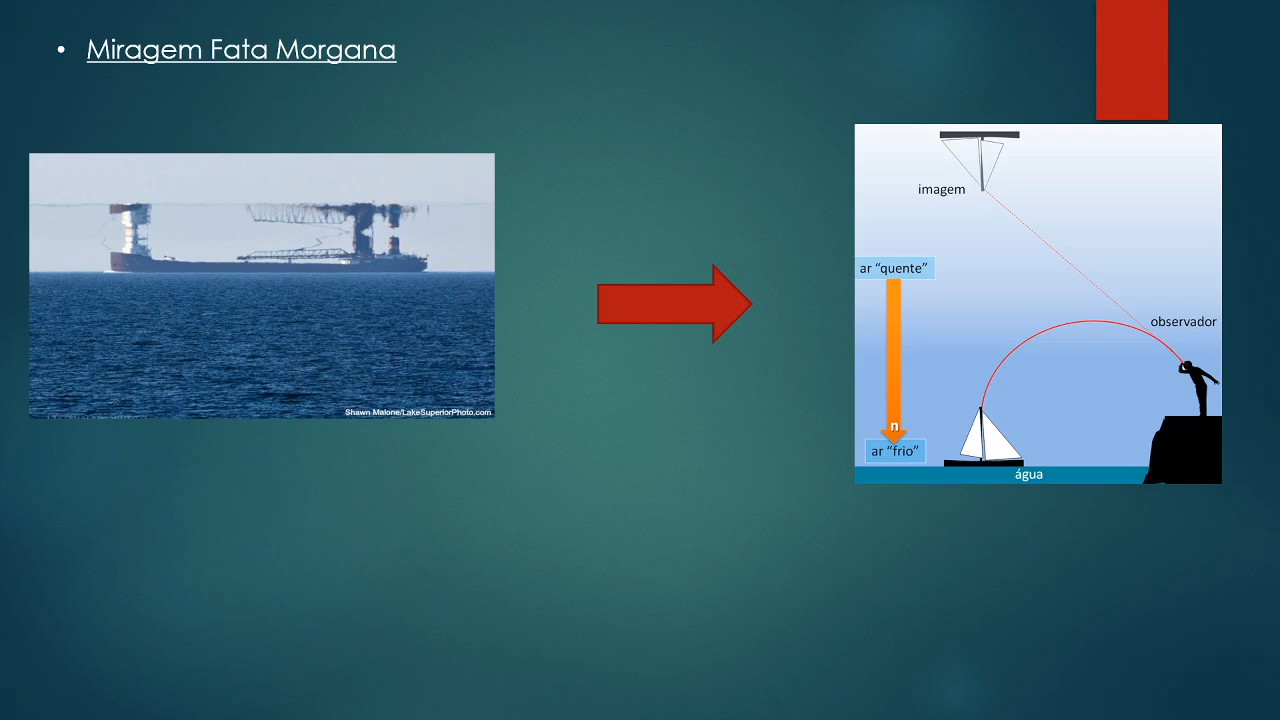 • Miragem Fata Morgana
Shawn Malone/LakeSuperiorPhoto.com
imagem
ar “quente”
observador
n
ar “frio”
água